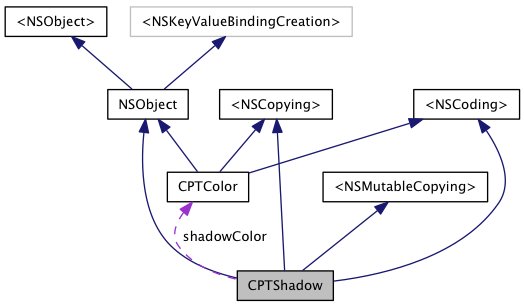 <NSObject>
<NSKeyValueBindingCreation>
NSObject
<NSCopying>
<NSCoding>
CPTColor
<NSMutableCopying>
shadowColor
CPTShadow